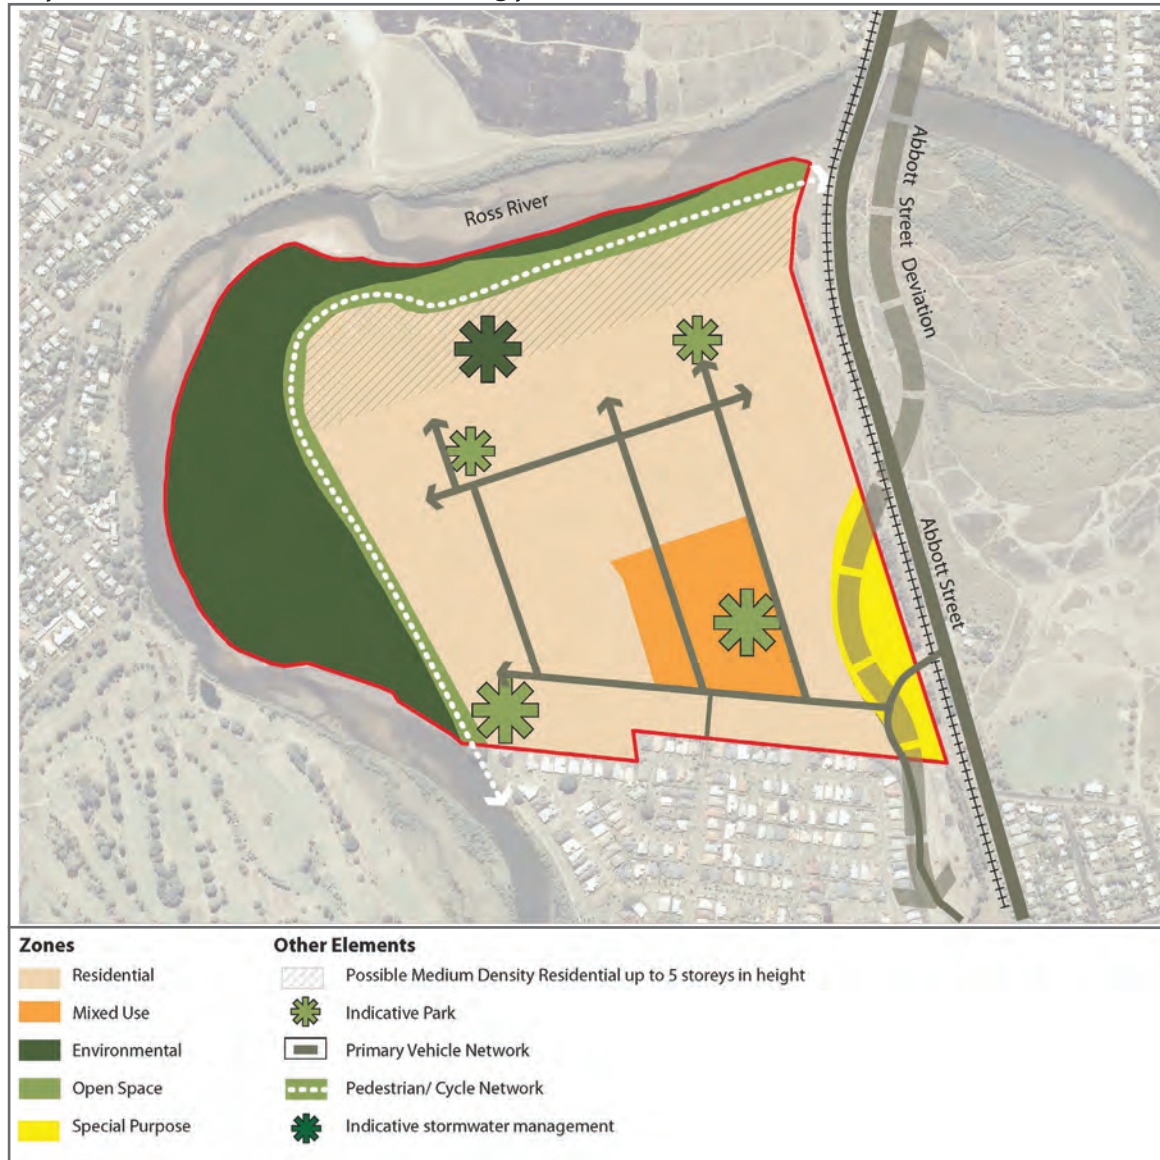 Ross River
Abbott Street Deviation
Abbott Street
Zones
Residential
Mixed Use
Environmental
Open Space
Special Purpose
Other Elements
Possible Medium Density Residential up to 5 storeys in height
Indicative Park
Primary Vehicle Network
Pedestrian/ Cycle Network
Indicative stormwater management